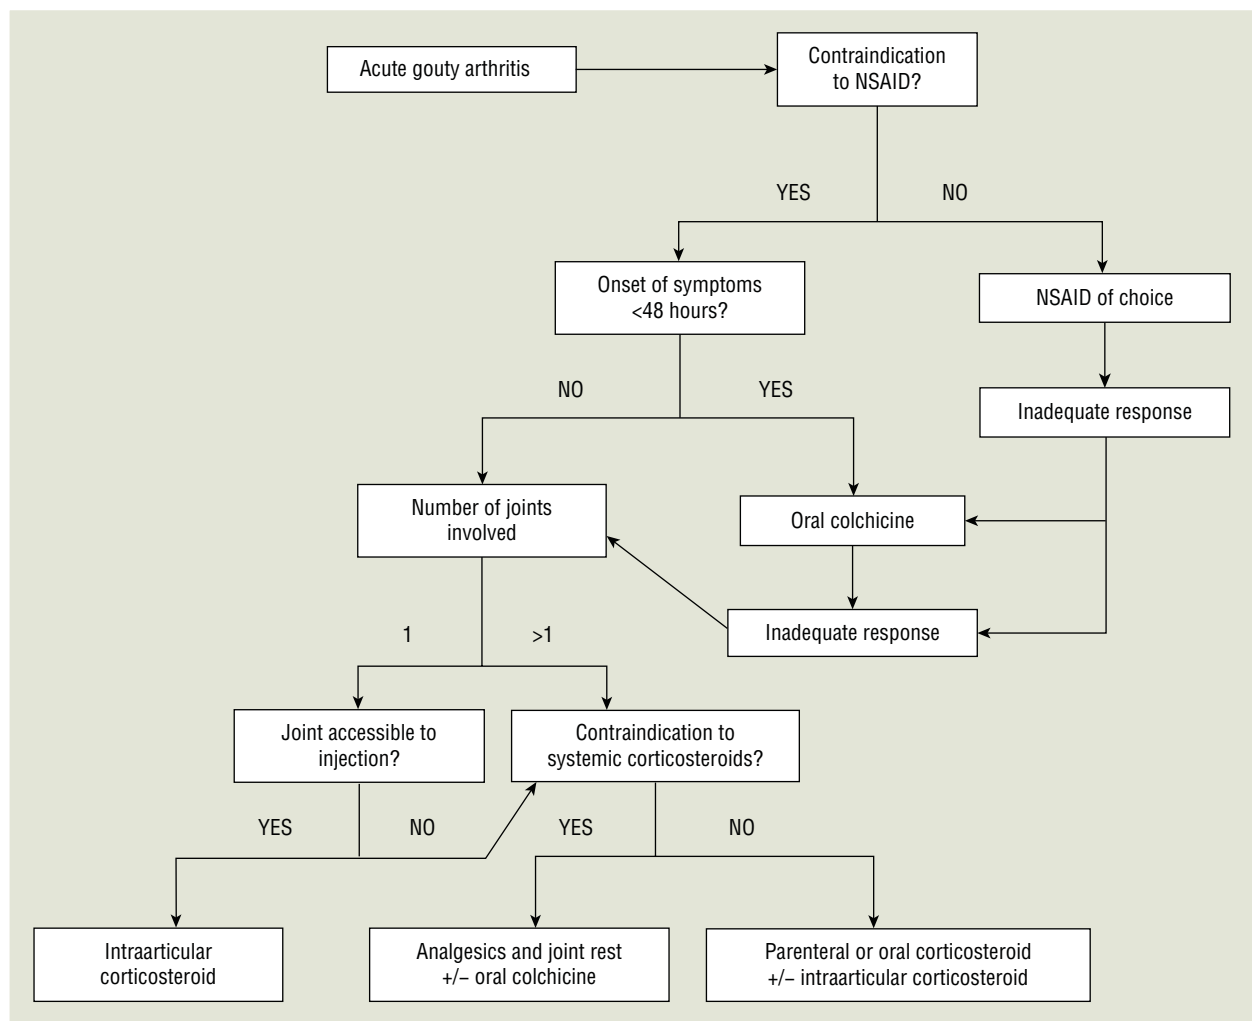 Acute gouty arthritis
Contraindication
to NSAID?
YES
NO
Onset of symptoms
<48 hours?
NSAID of choice
NO
YES
Inadequate response
Number of joints
involved
Oral colchicine
1
>1
Inadequate response
Joint accessible to
injection?
Contraindication to
systemic corticosteroids?
YES
NO
YES
NO
Intraarticular
corticosteroid
Analgesics and joint rest
+/– oral colchicine
Parenteral or oral corticosteroid
+/– intraarticular corticosteroid